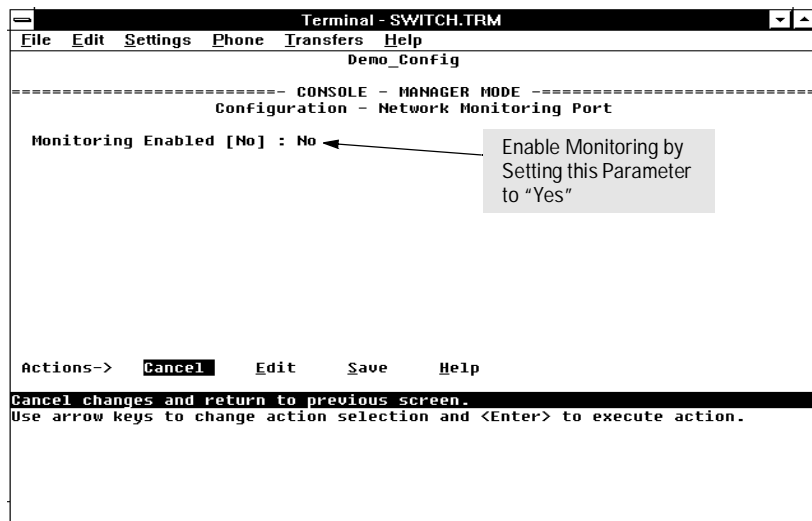 Terminal - SWITCH.TRM
File Edit Settings Phone Transfers Help
Demo_Config
==========================- CONSOLE - MANAGER MODE -===========================
Configuration - Network Monitoring Port
Monitoring Enabled [No] : No
Enable Monitoring by
Setting this Parameter
to “Yes”
Actions-> Cancel Edit Save Help
Cancel changes and return to previous screen.
Use arrow keys to change action selection and <Enter> to execute action.